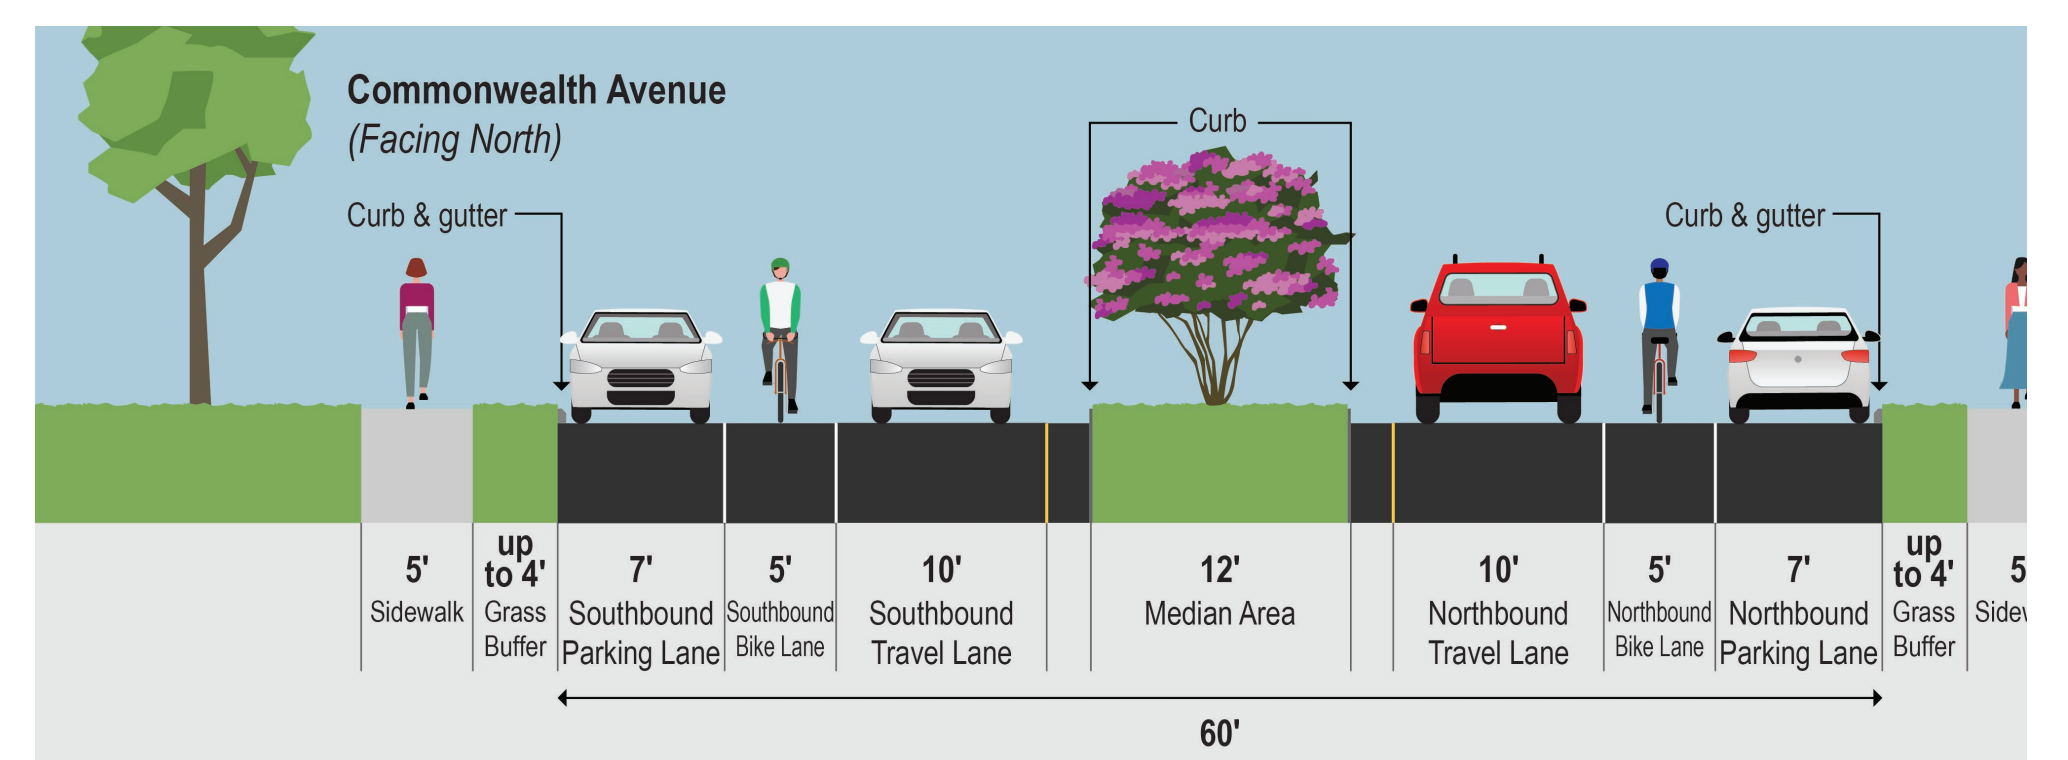 Commonwealth Avenue
(Facing North)
Curb
Curb & gutter
Curb & gutter
5'
Sidewalk
up
to 4'
Grass
Buffer
7'
Southbound
Parking Lane
5'
Southbound
Bike Lane
10'
Southbound
Travel Lane
12'
Median Area
10'
Northbound
Travel Lane
5'
Northbound
Bike Lane
7'
Northbound
Parking Lane
up
to 4'
Grass
Buffer
5
60'